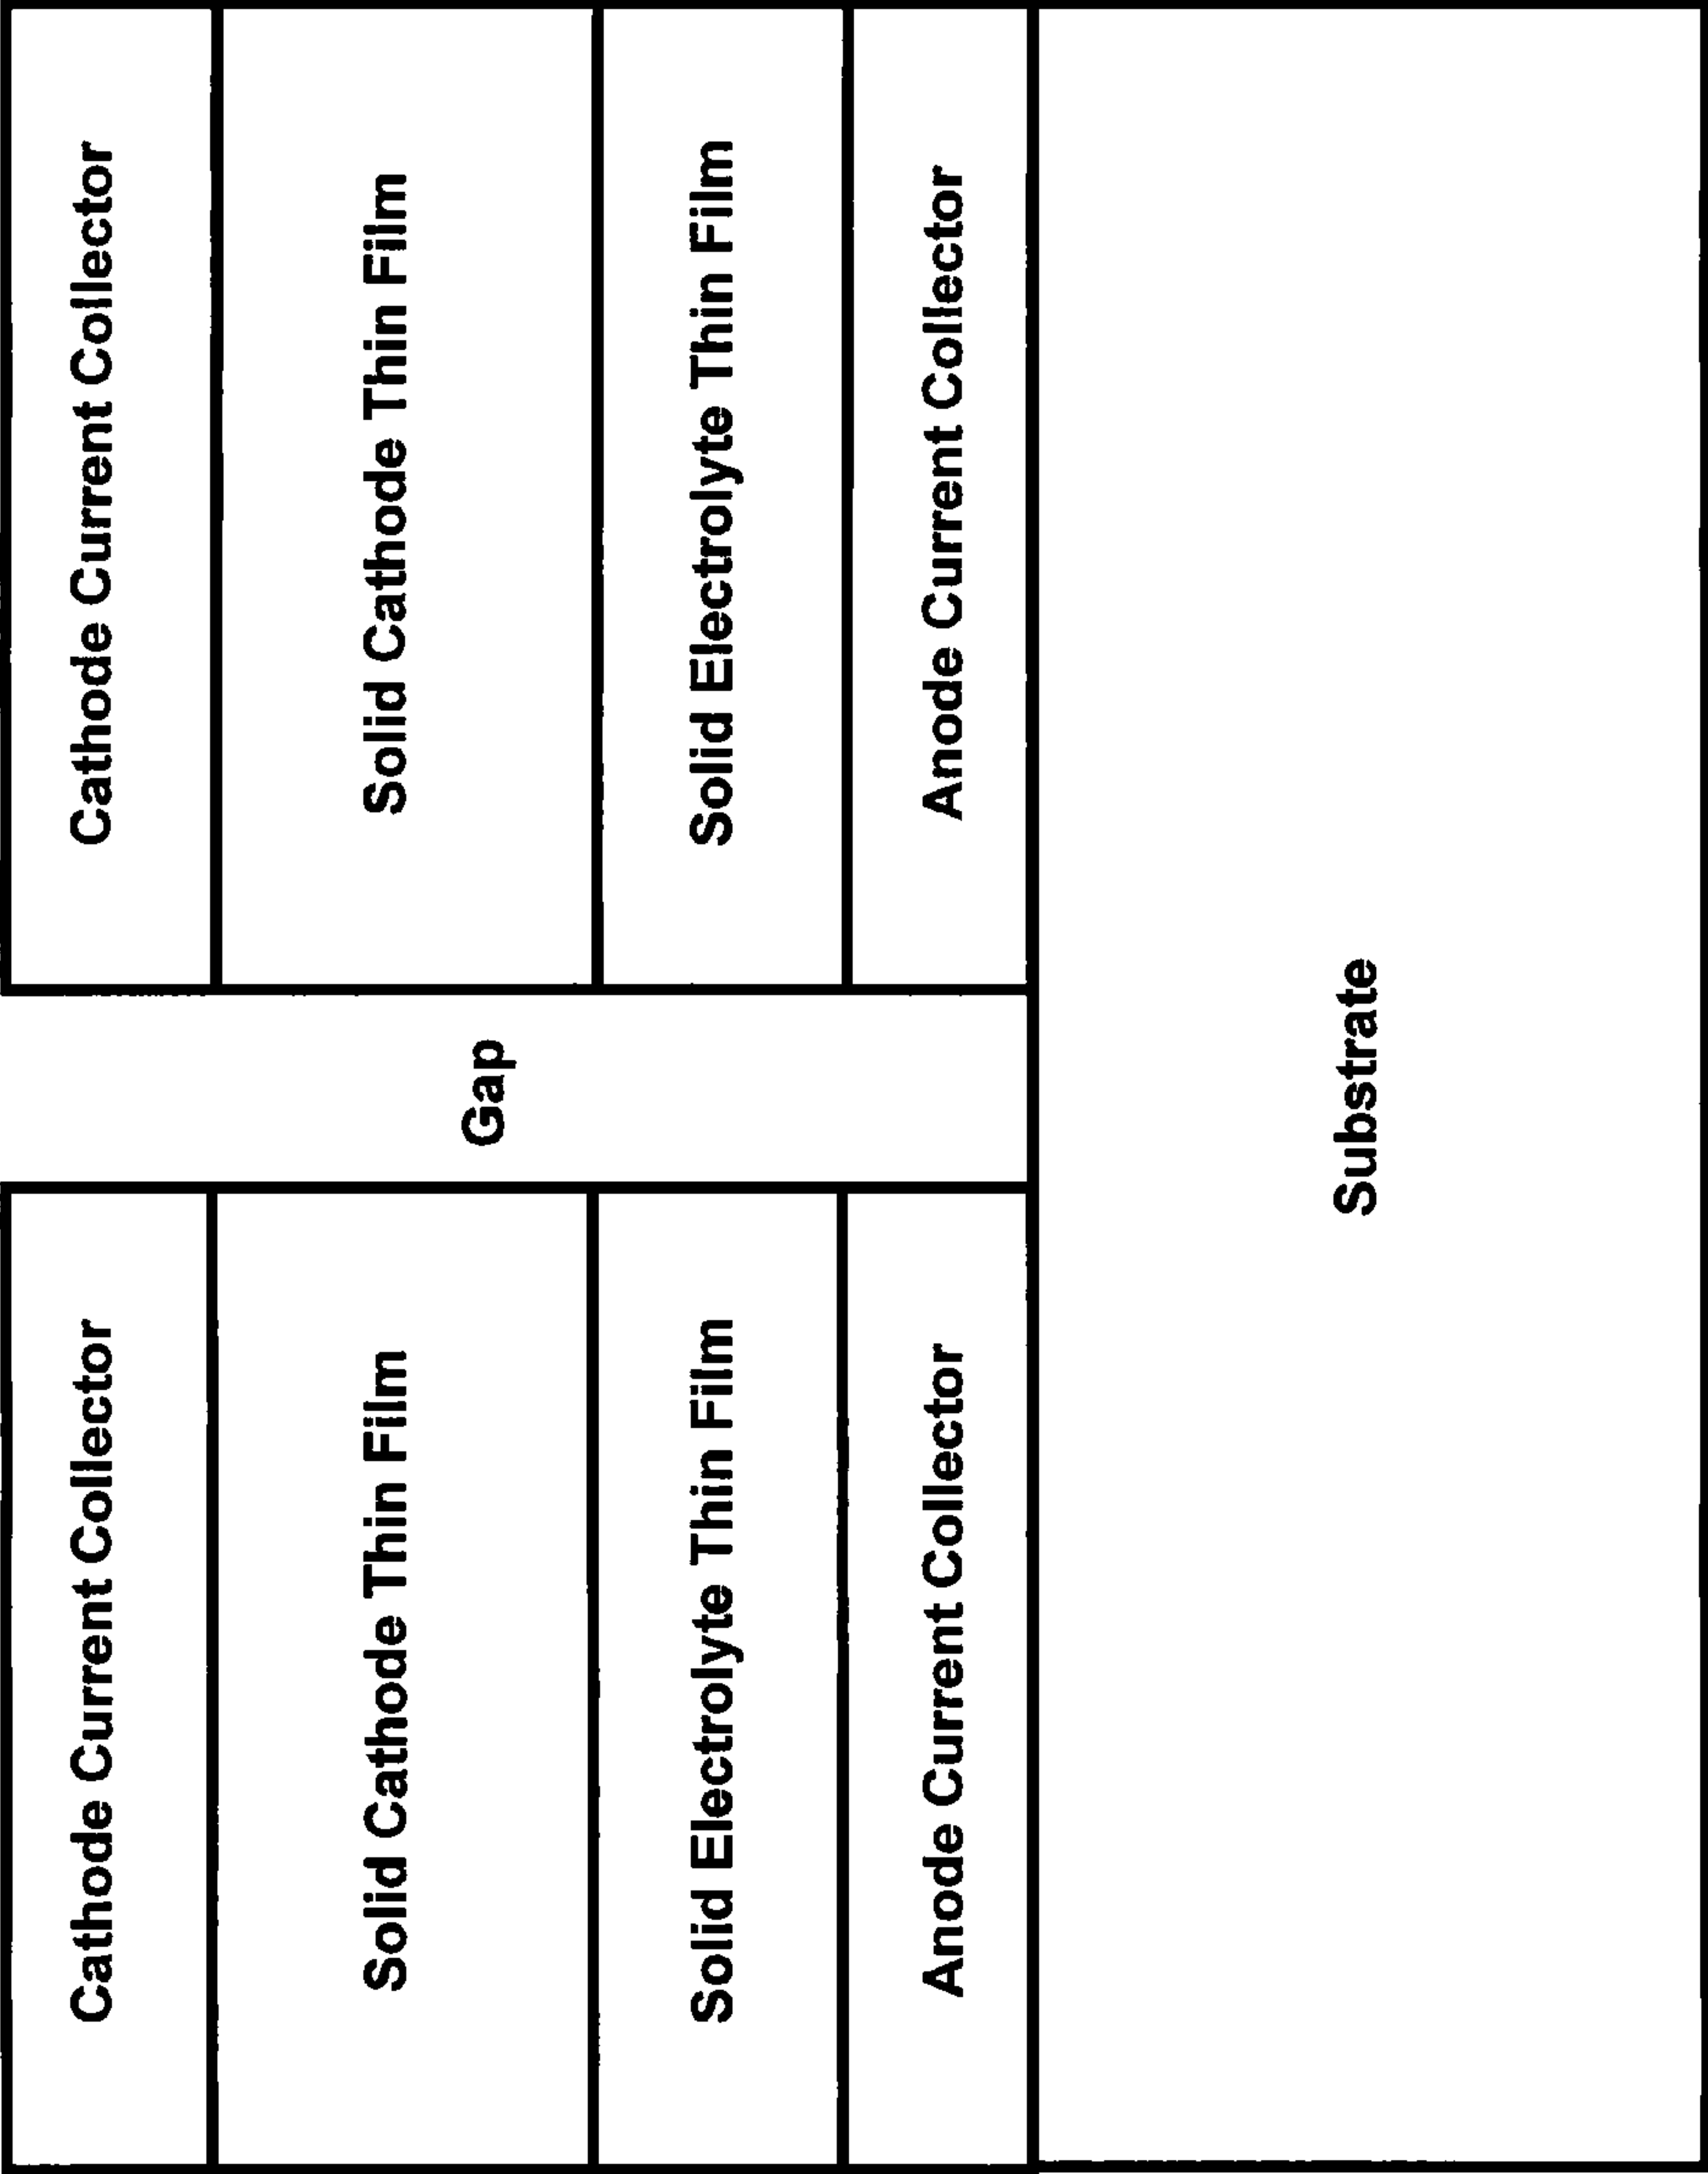 Cathode Current Collector
Solid Cathode Thin Film
Solid Electrolyte Thin Film
Anode Current Collector
Gap
Cathode Current Collector
Solid Cathode Thin Film
Solid Electrolyte Thin Film
Anode Current Collector
Substrate